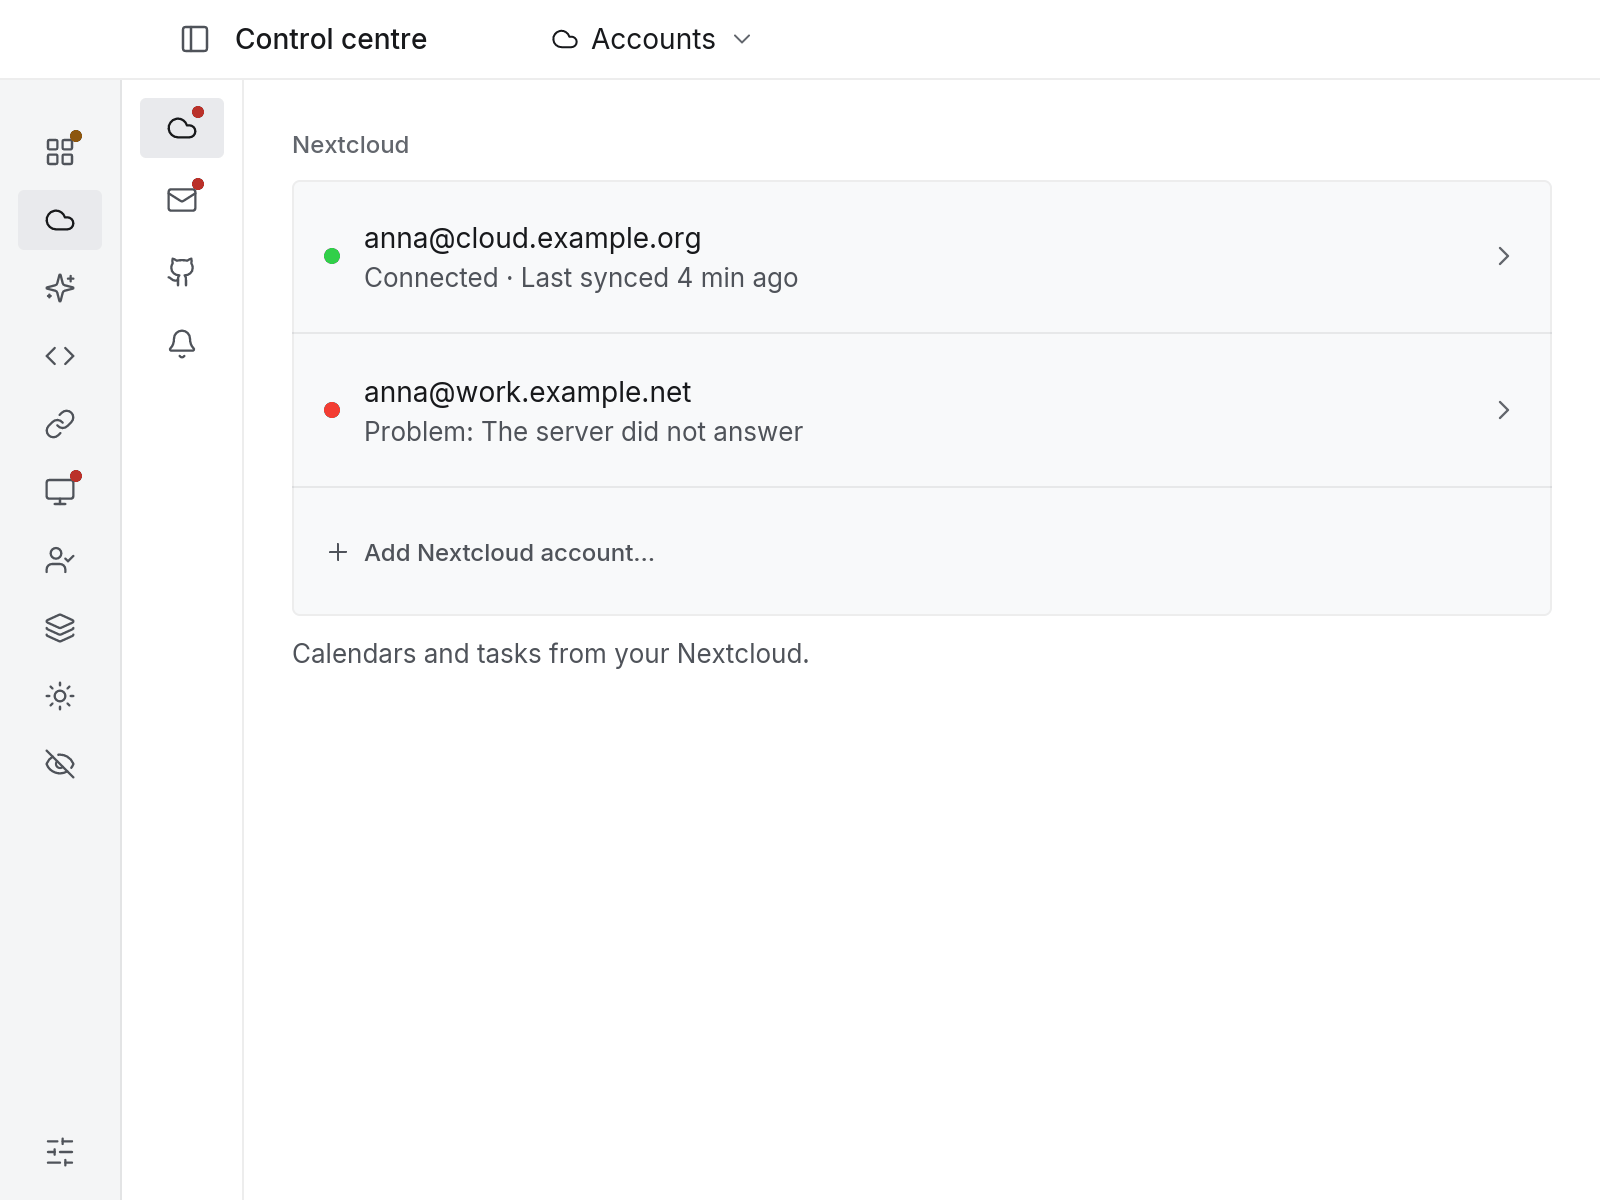 Control centre
Accounts
Nextcloud
anna@cloud.example.org
Connected · Last synced 4 min ago
anna@work.example.net
Problem: The server did not answer
Add Nextcloud account...
Calendars and tasks from your Nextcloud.